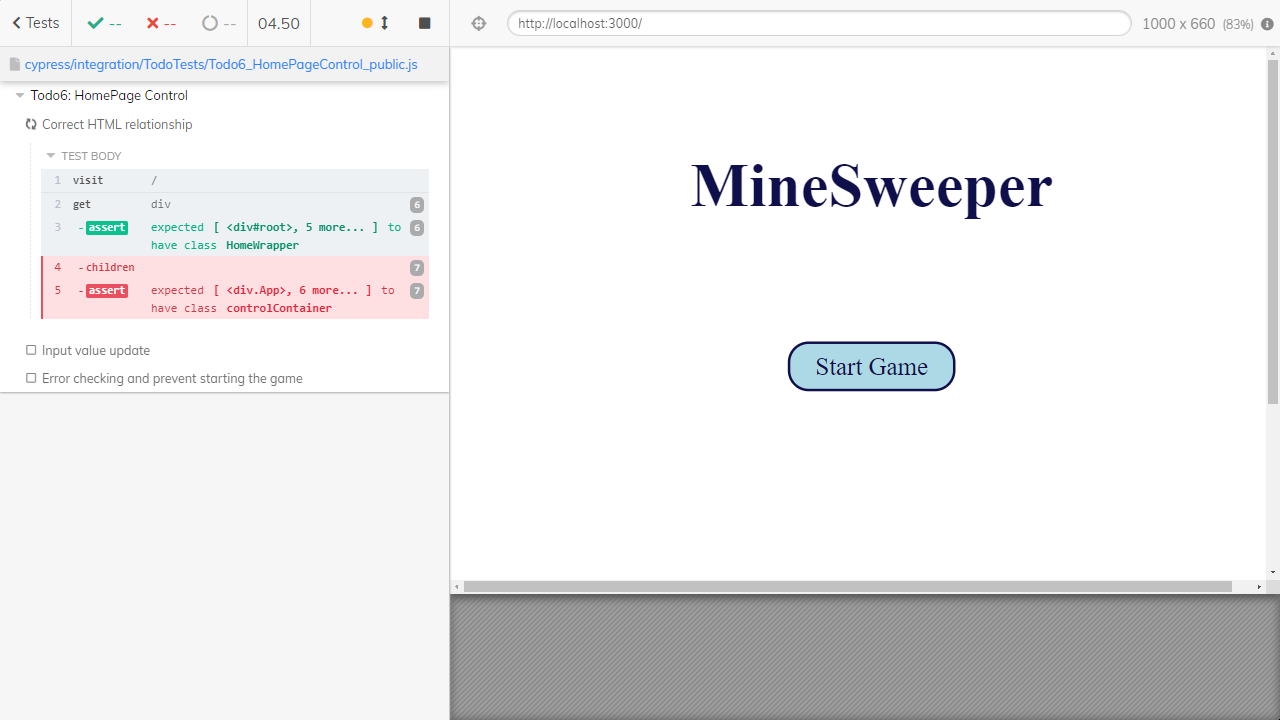 Tests -- -- -- 04.50 http://localhost:3000/ 1000 x 660 (83%)
cypress/integration/TodoTests/Todo6_HomePageControl_public.js
Todo6: HomePage Control
Correct HTML relationship
TEST BODY
1 visit /
2 get div 6
3 -assert expected [ <div#root>, 5 more... ] to 6
have class HomeWrapper
4 -children 7
5 -assert expected [ <div.App>, 6 more... ] to 7
have class controlContainer
Input value update
Error checking and prevent starting the game
MineSweeper
Start Game